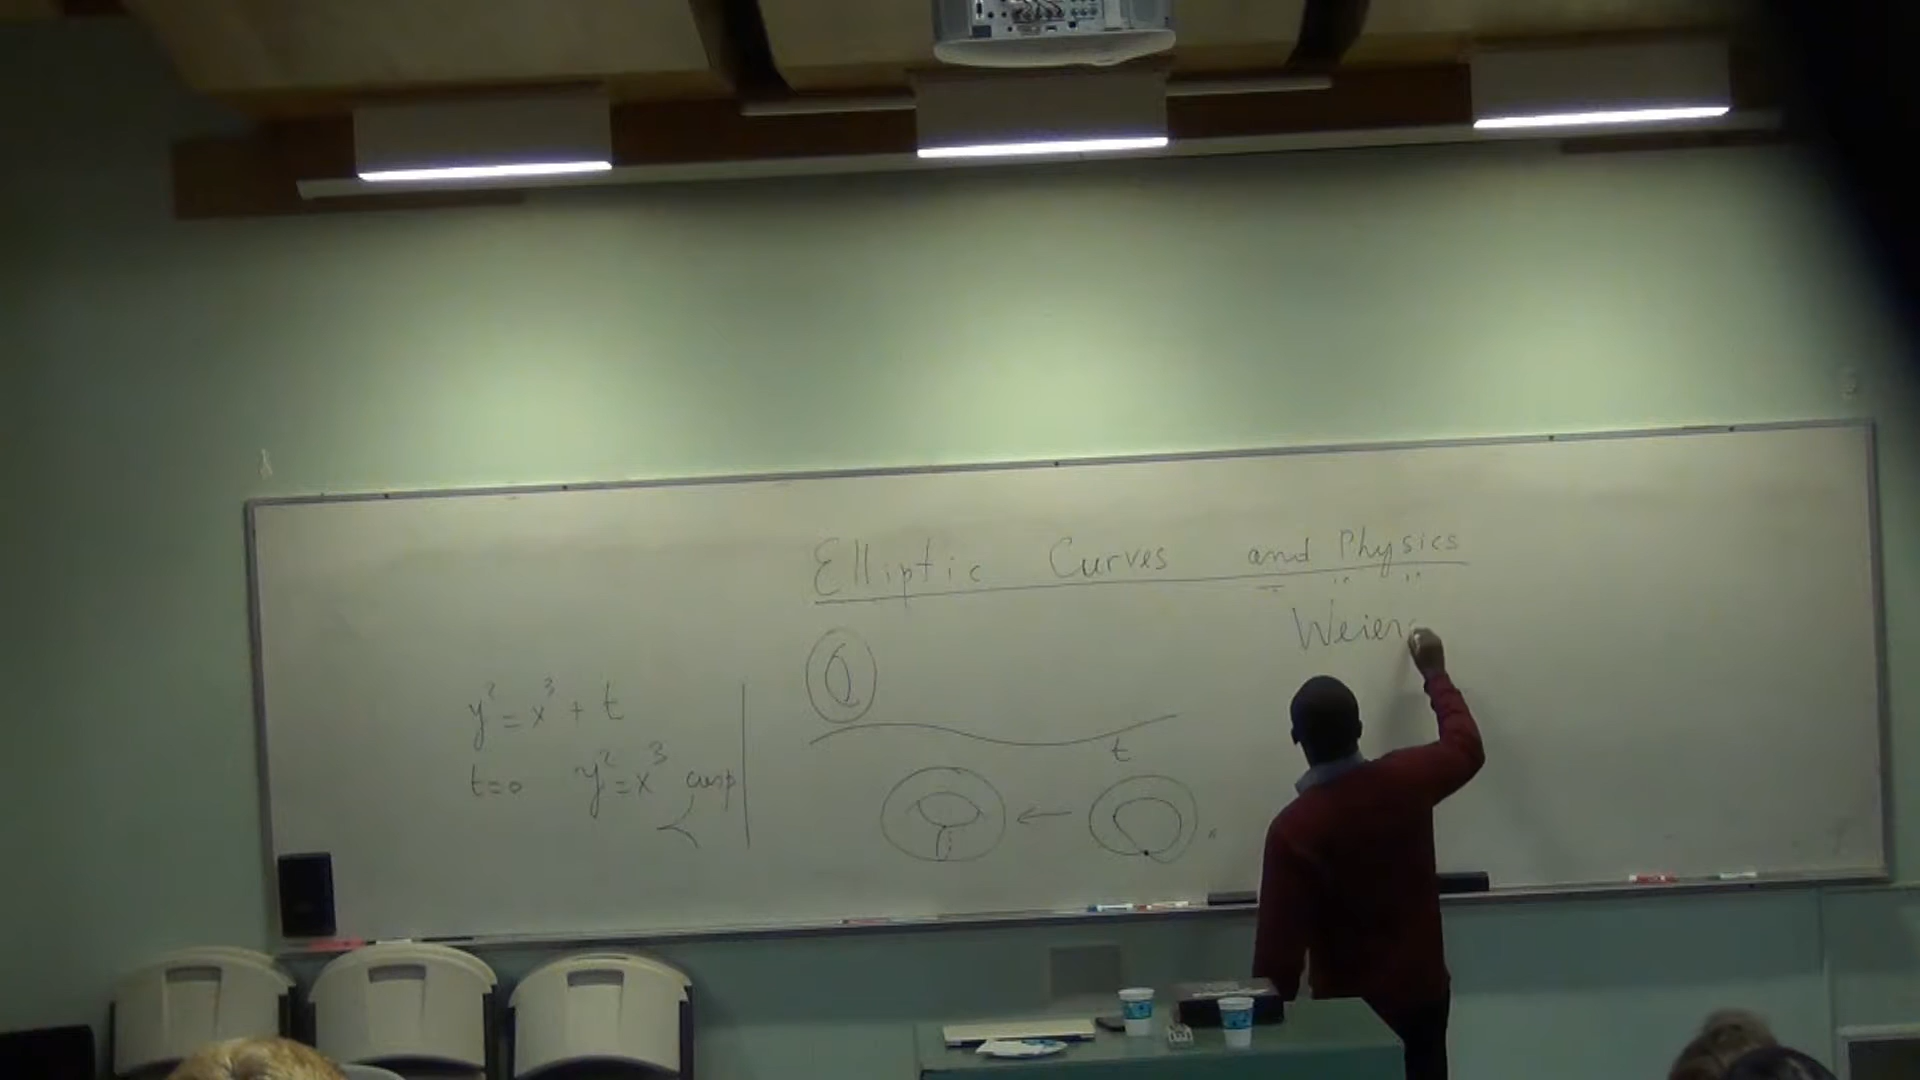 Elliptic Curves and Physics
Weier
y² = x³ + t
t=0 y² = x³ cusp
t